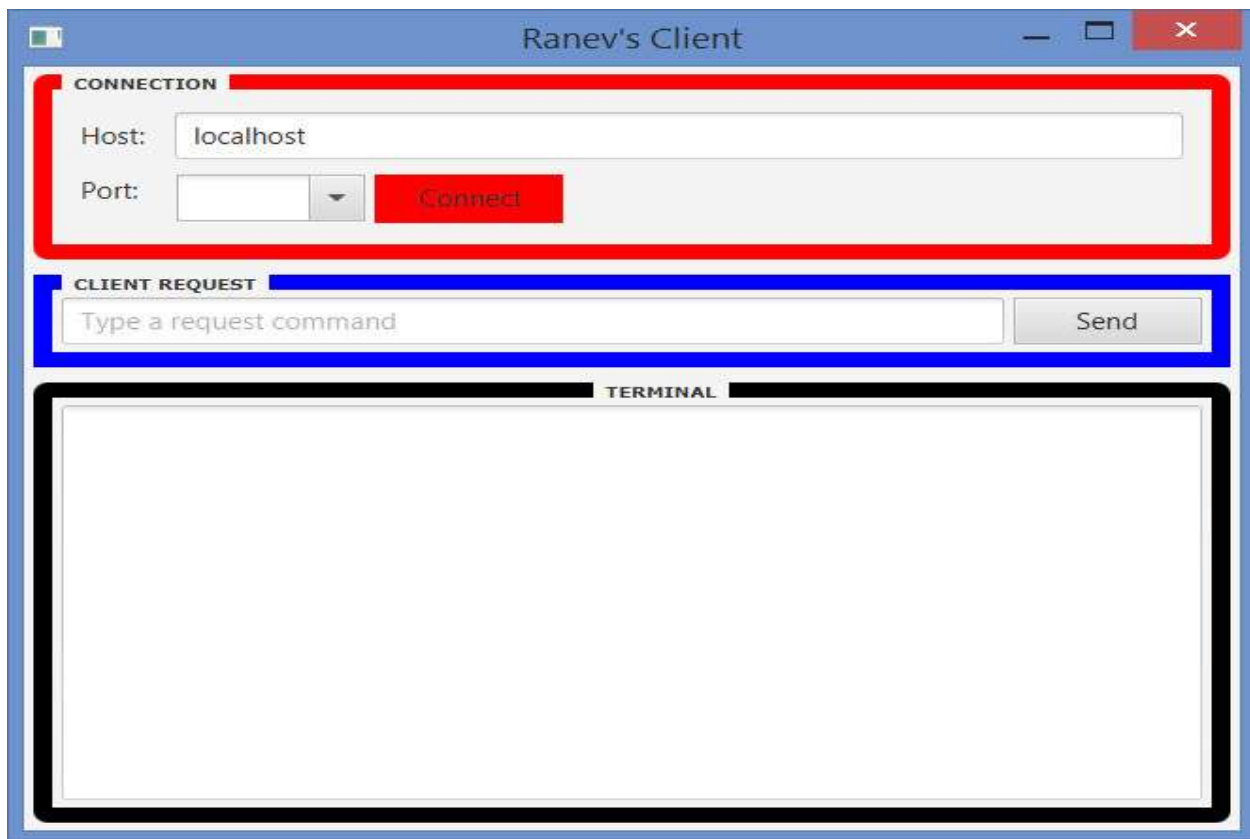 Ranev's Client
CONNECTION
Host: localhost
Port: Connect
CLIENT REQUEST
Type a request command Send
TERMINAL